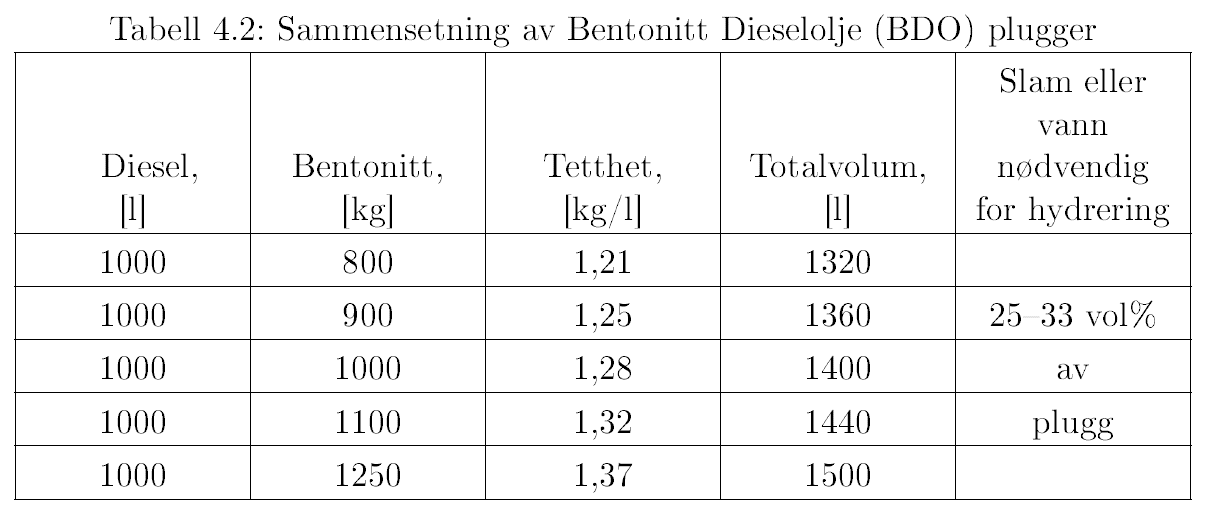 Tabell 4.2: Sammensetning av Bentonitt Dieselolje (BDO) plugger
Diesel, [l] Bentonitt, [kg] Tetthet, [kg/l] Totalvolum, [l] Slam eller vann nødvendig for hydrering
1000 800 1,21 1320
1000 900 1,25 1360 25–33 vol%
1000 1000 1,28 1400 av
1000 1100 1,32 1440 plugg
1000 1250 1,37 1500